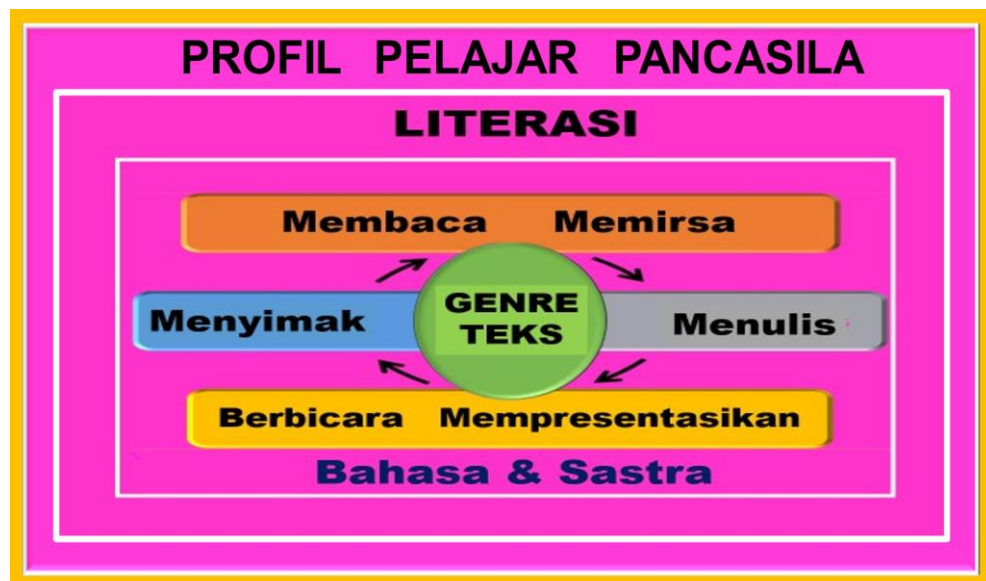 PROFIL PELAJAR PANCASILA
LITERASI
Membaca Memirsa
Menyimak
GENRE
TEKS
Menulis
Berbicara Mempresentasikan
Bahasa & Sastra